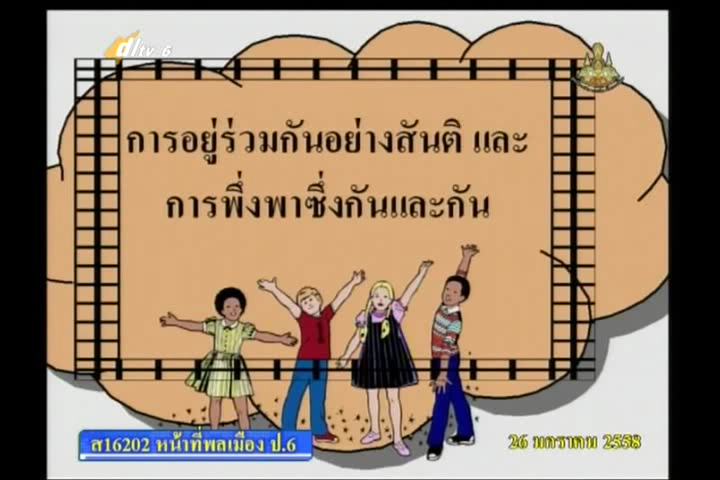 dltv 6
การอยู่ร่วมกันอย่างสันติ และ
การพึ่งพาซึ่งกันและกัน
ส16202 หน้าที่พลเมือง ป.6
26 มกราคม 2558